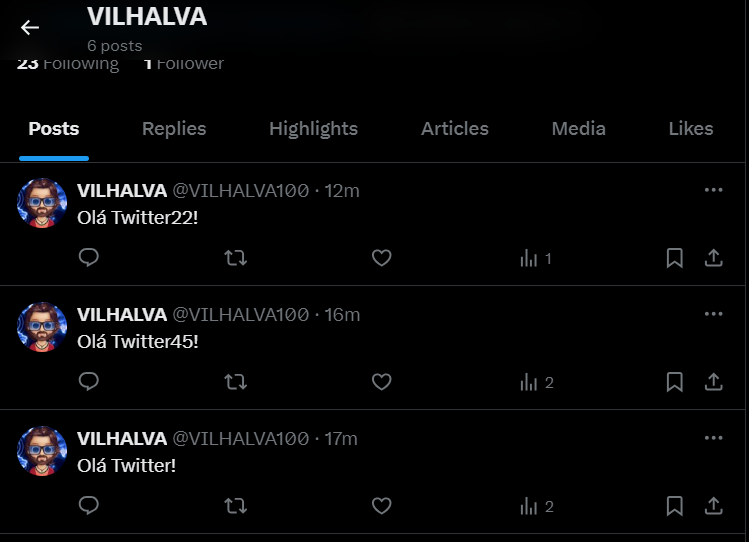 VILHALVA
6 posts
23 Following 1 Follower
Posts Replies Highlights Articles Media Likes
VILHALVA @VILHALVA100 · 12m
Olá Twitter22!
1
VILHALVA @VILHALVA100 · 16m
Olá Twitter45!
2
VILHALVA @VILHALVA100 · 17m
Olá Twitter!
2